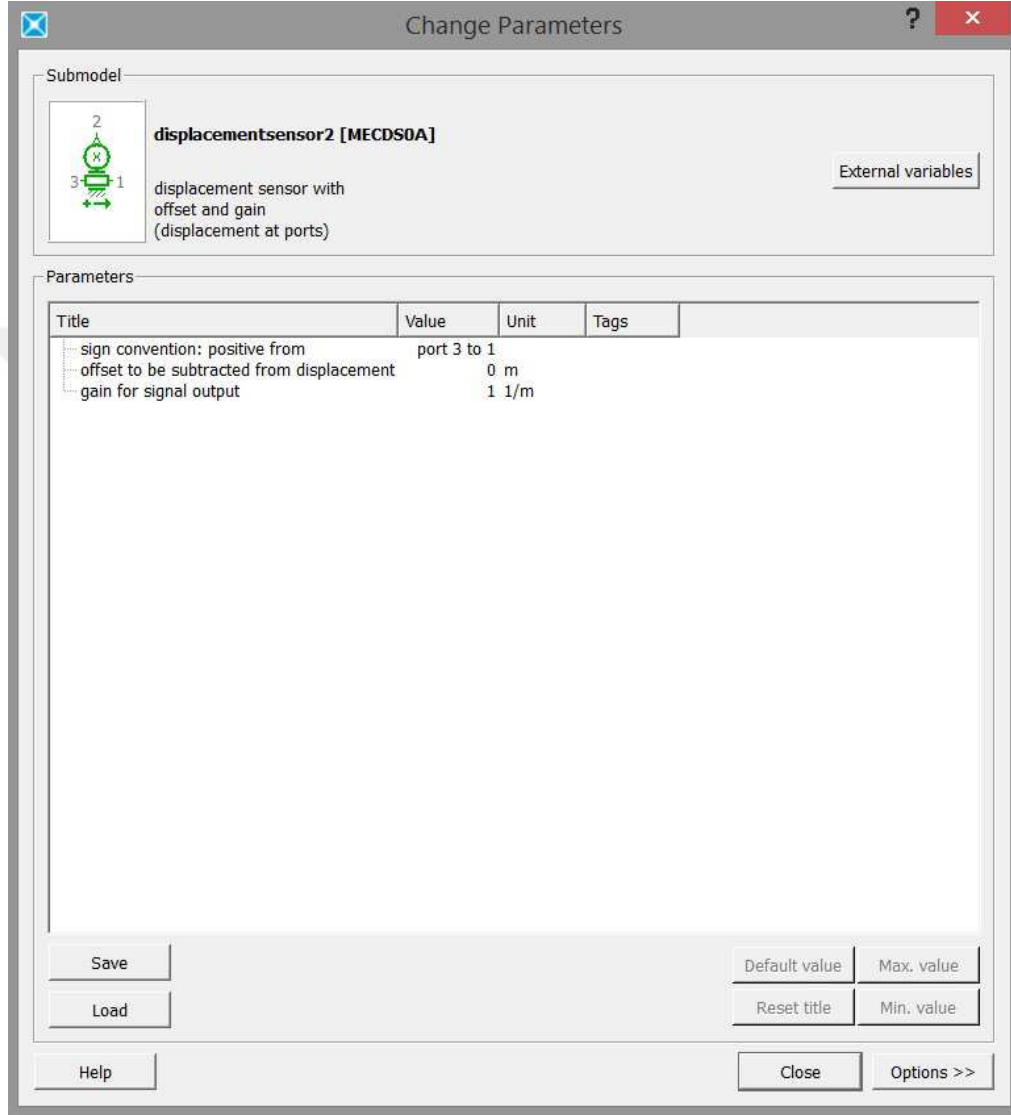 Change Parameters
?
×
Submodel
2
x
3
1
displacementsensor2 [MECDS0A]
displacement sensor with
offset and gain
(displacement at ports)
External variables
Parameters
Title Value Unit Tags
sign convention: positive from port 3 to 1
offset to be subtracted from displacement 0 m
gain for signal output 1 1/m
Save
Default value Max. value
Load
Reset title Min. value
Help
Close Options >>